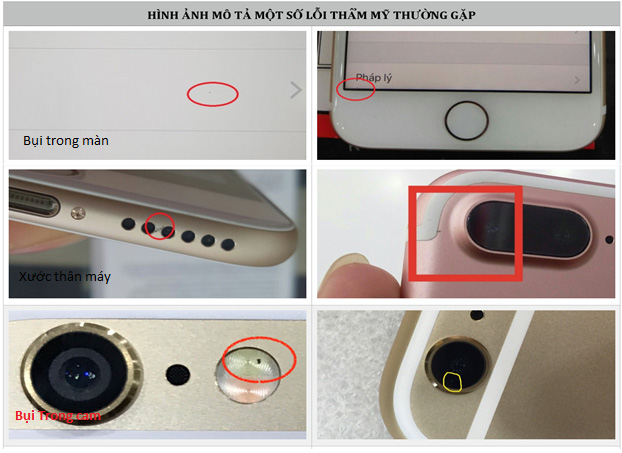 HÌNH ẢNH MÔ TẢ MỘT SỐ LỖI THẨM MỸ THƯỜNG GẶP
Bụi trong màn
Pháp lý
Xước thân máy
Bụi Trong cam